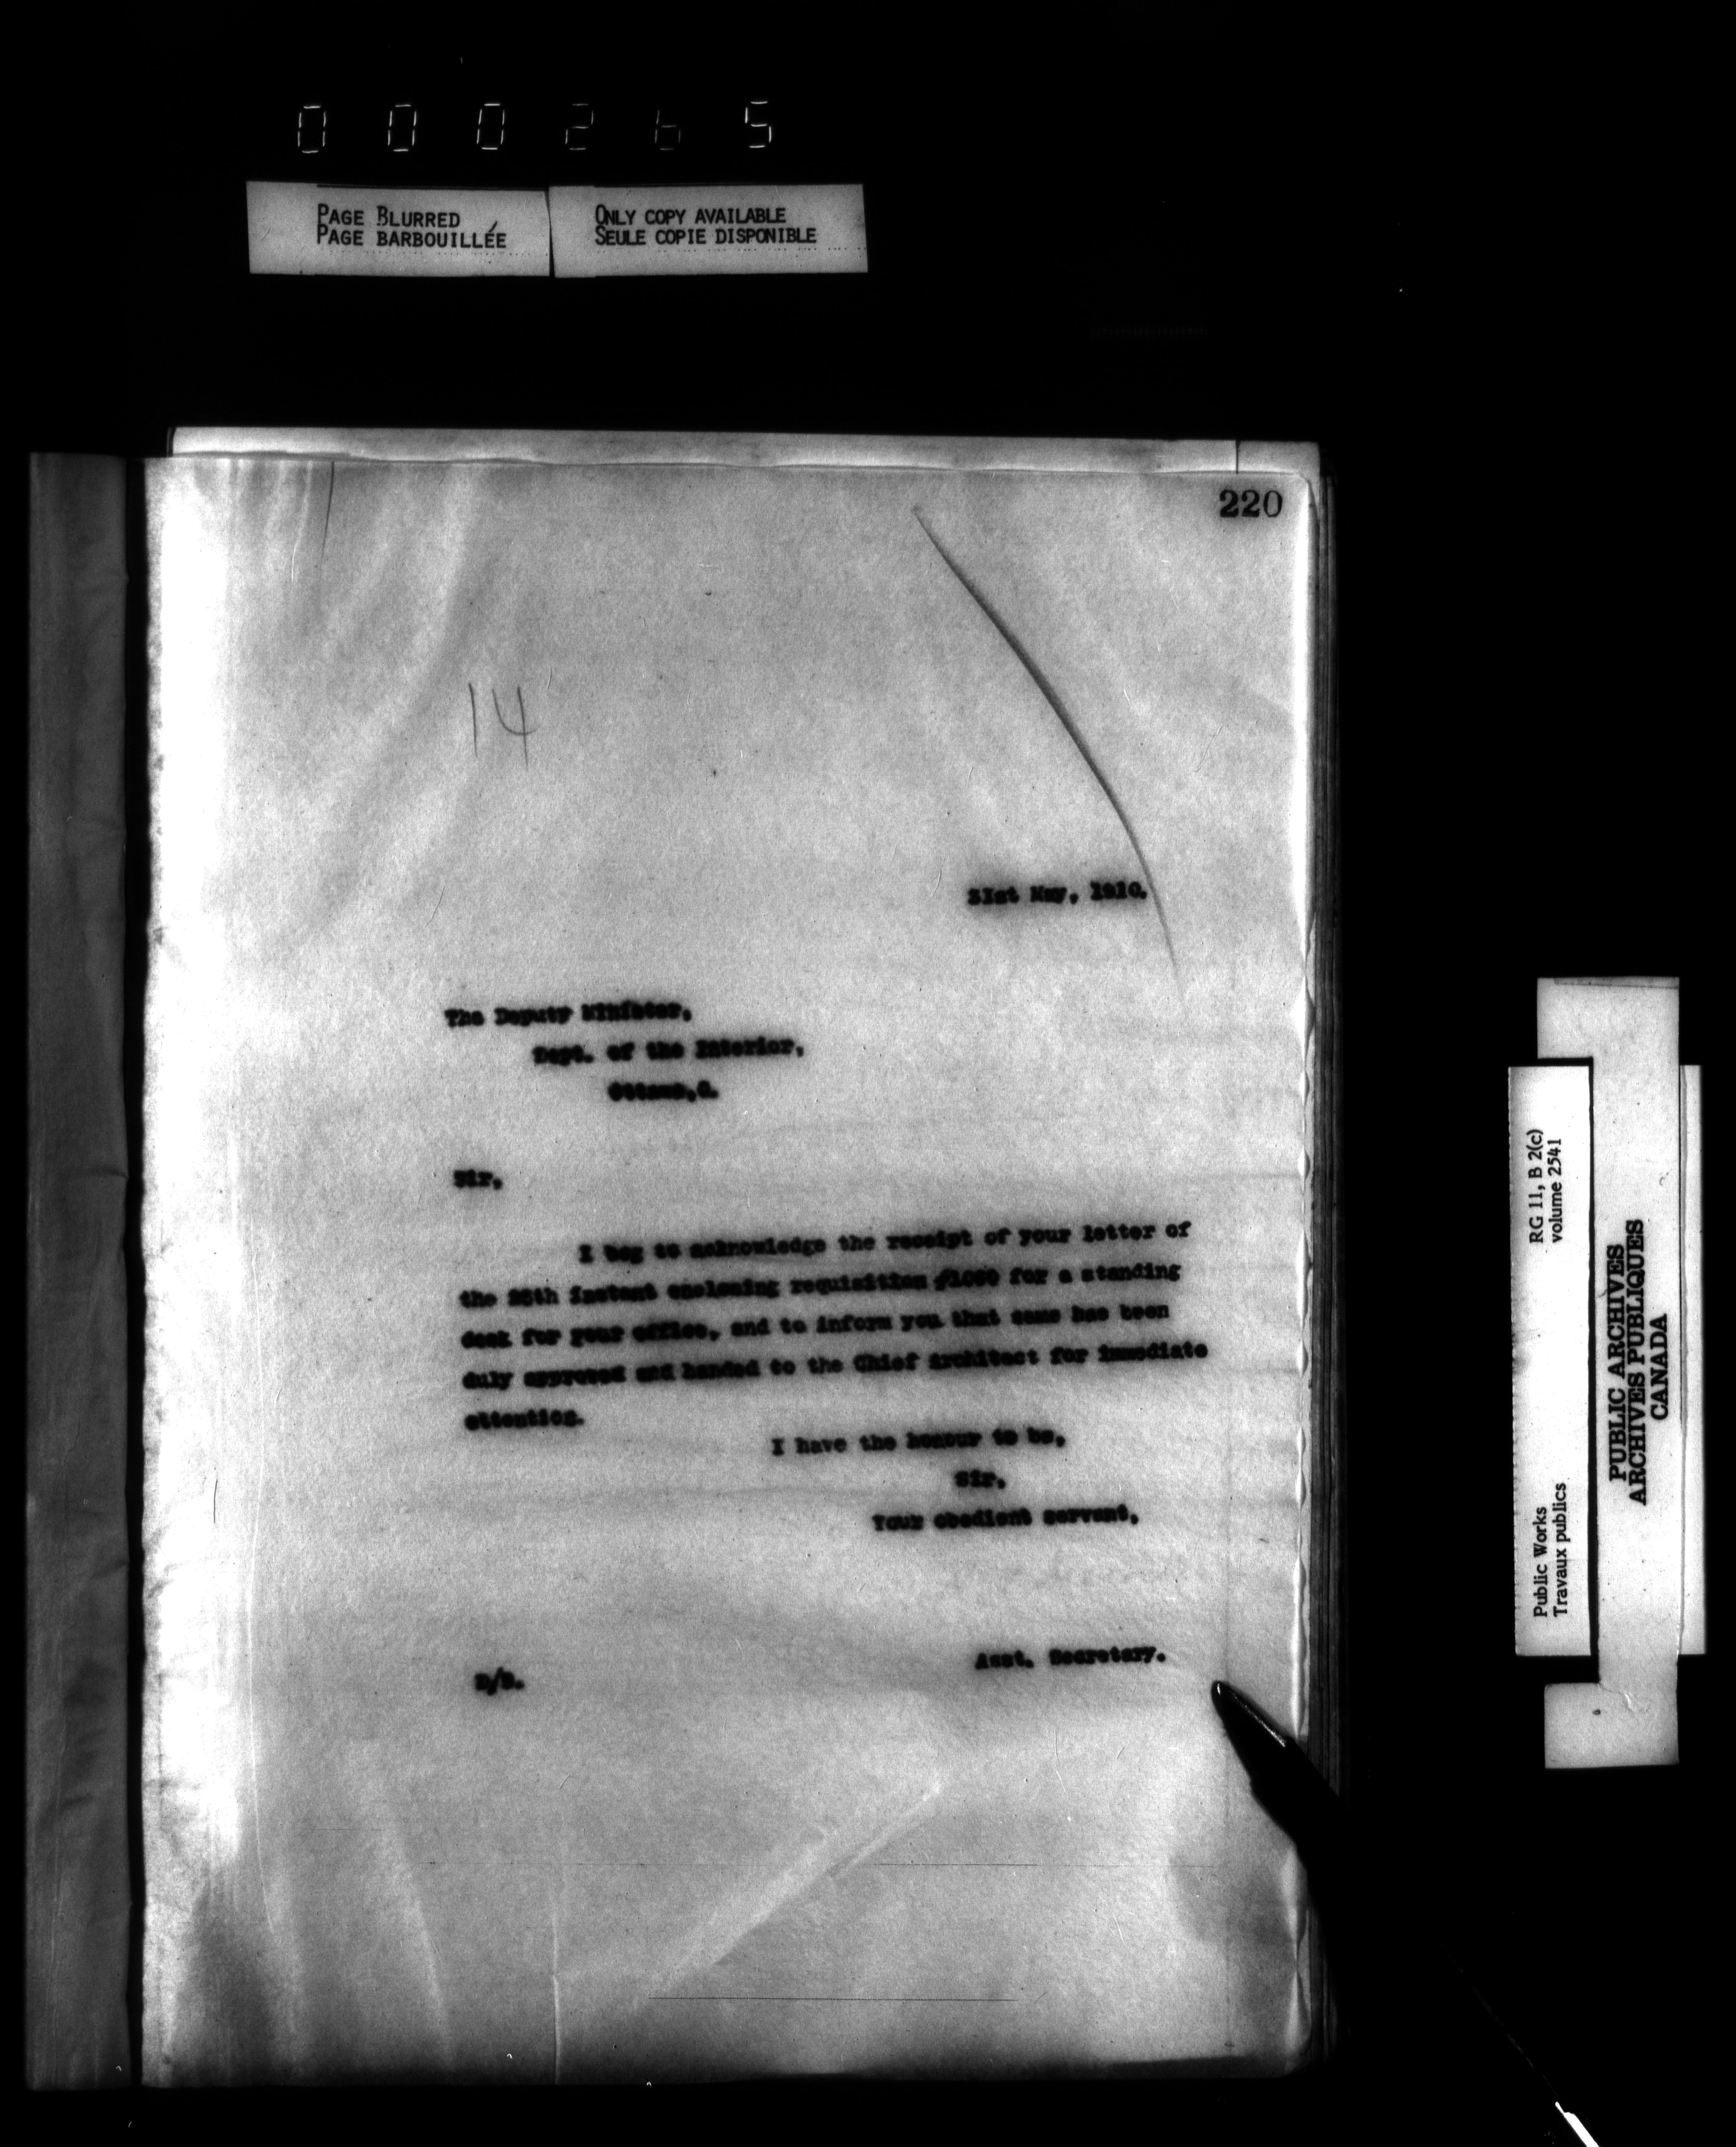 000265
PAGE BLURRED
PAGE BARBOUILLÉE
ONLY COPY AVAILABLE
SEULE COPIE DISPONIBLE
220
14
31st May, 1910.
The Deputy Minister,
Dept. of the Interior,
Ottawa,O.
Sir,
I beg to acknowledge the receipt of your letter of
the 28th instant enclosing requisition for a standing
desk for your office, and to inform you that same has been
duly approved and handed to the Chief Architect for immediate
attention.
I have the honour to be,
Sir,
Your obedient servant,
Asst. Secretary.
RG 11, B 2(c)
volume 2541
Public Works
Travaux publics
PUBLIC ARCHIVES
ARCHIVES PUBLIQUES
CANADA